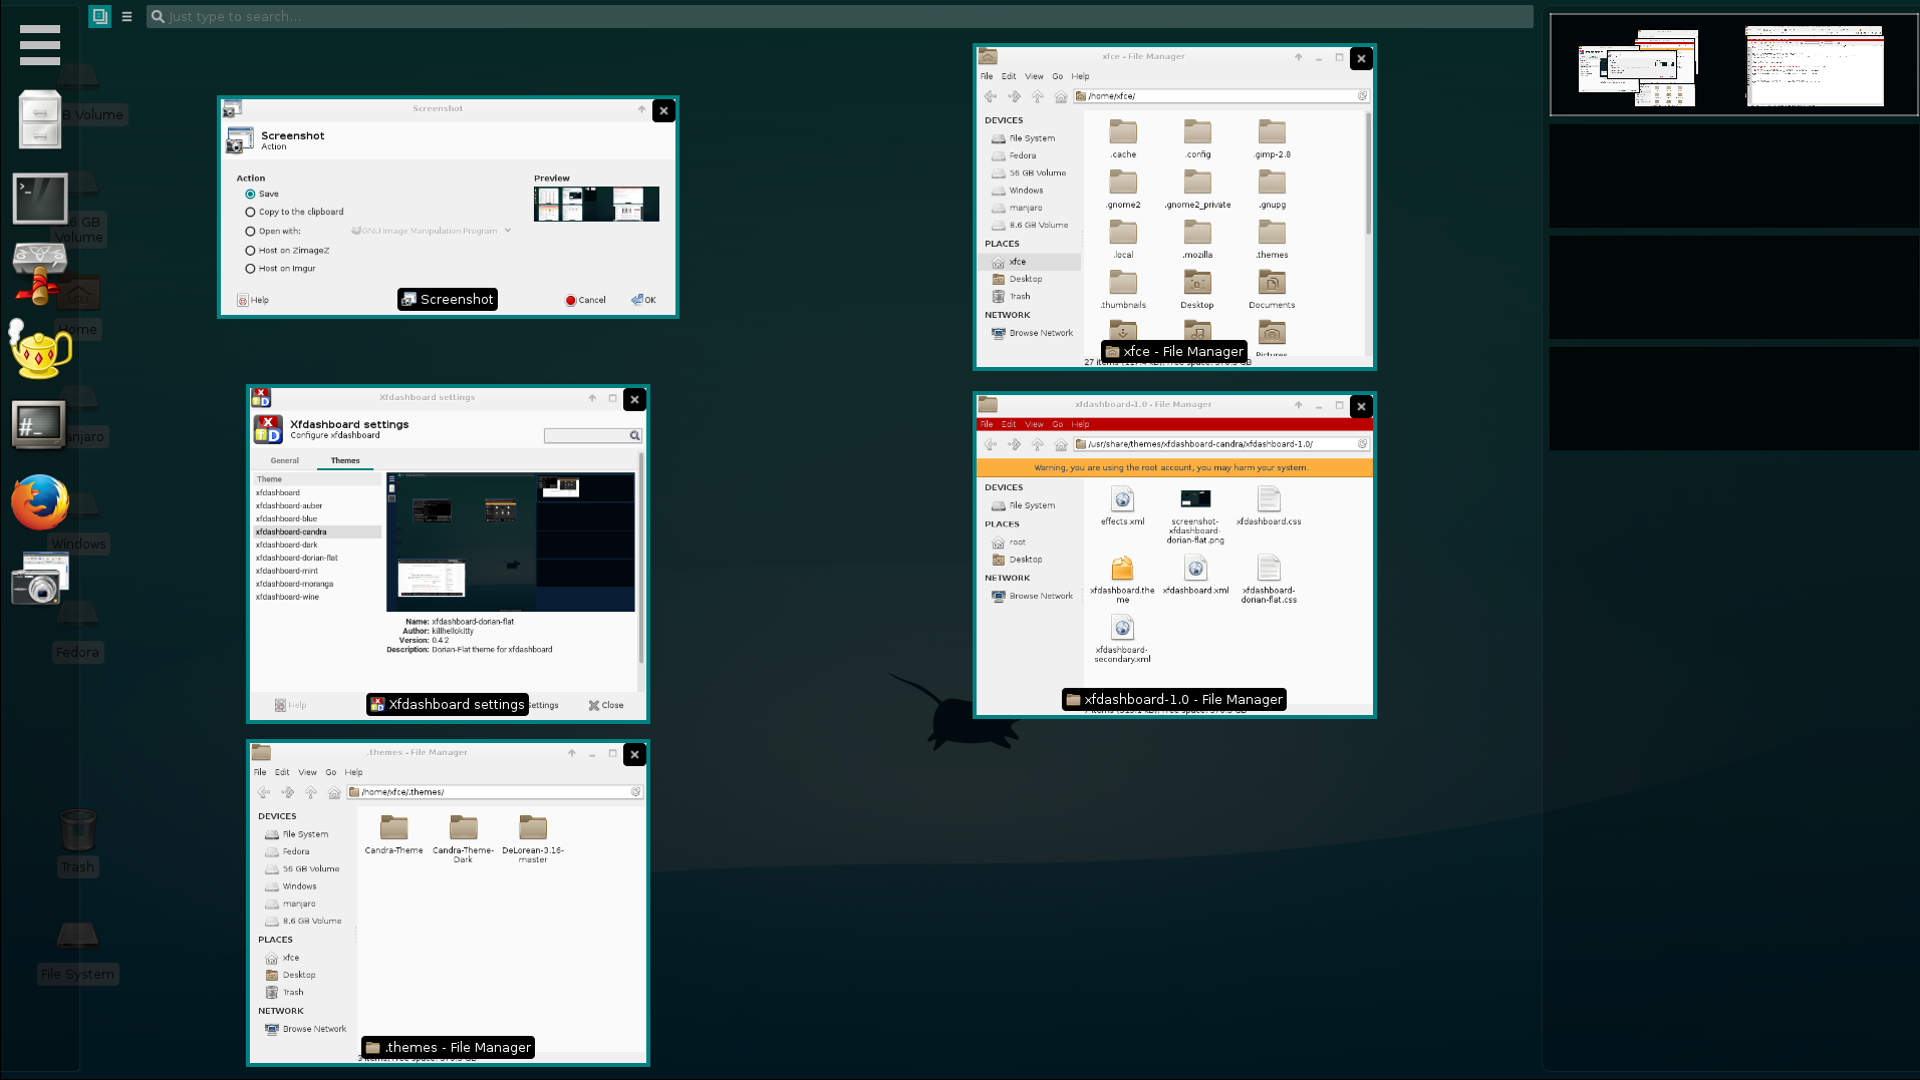 Just type to search...
B Volume
6 GB
Volume
Home
anjaro
Windows
Fedora
Trash
File System
Screenshot
Screenshot
Action
Action
Save
Copy to the clipboard
Open with:
GNU Image Manipulation Program
Host on ZimageZ
Host on Imgur
Preview
Help
Cancel
OK
Screenshot
Xfdashboard settings
Xfdashboard settings
Configure xfdashboard
General
Themes
Theme
xfdashboard
xfdashboard-auber
xfdashboard-blue
xfdashboard-candra
xfdashboard-dark
xfdashboard-dorian-flat
xfdashboard-mint
xfdashboard-moranga
xfdashboard-wine
Name: xfdashboard-dorian-flat
Author: killhellokitty
Version: 0.4.2
Description: Dorian-Flat theme for xfdashboard
Help
ettings
Close
Xfdashboard settings
.themes - File Manager
File Edit View Go Help
/home/xfce/.themes/
DEVICES
File System
Fedora
56 GB Volume
Windows
manjaro
8.6 GB Volume
PLACES
xfce
Desktop
Trash
NETWORK
Browse Network
Candra-Theme
Candra-Theme-
Dark
DeLorean-3.16-
master
.themes - File Manager
xfce - File Manager
File Edit View Go Help
/home/xfce/
DEVICES
File System
Fedora
56 GB Volume
Windows
manjaro
8.6 GB Volume
PLACES
xfce
Desktop
Trash
NETWORK
Browse Network
.cache
.config
.gimp-2.8
.gnome2
.gnome2_private
.gnupg
.local
.mozilla
.themes
.thumbnails
Desktop
Documents
Pictures
xfce - File Manager
xfdashboard-1.0 - File Manager
File Edit View Go Help
/usr/share/themes/xfdashboard-candra/xfdashboard-1.0/
Warning, you are using the root account, you may harm your system.
DEVICES
File System
PLACES
root
Desktop
NETWORK
Browse Network
effects.xml
screenshot-
xfdashboard-
dorian-flat.png
xfdashboard.css
xfdashboard.the
me
xfdashboard.xml
xfdashboard-
dorian-flat.css
xfdashboard-
secondary.xml
xfdashboard-1.0 - File Manager